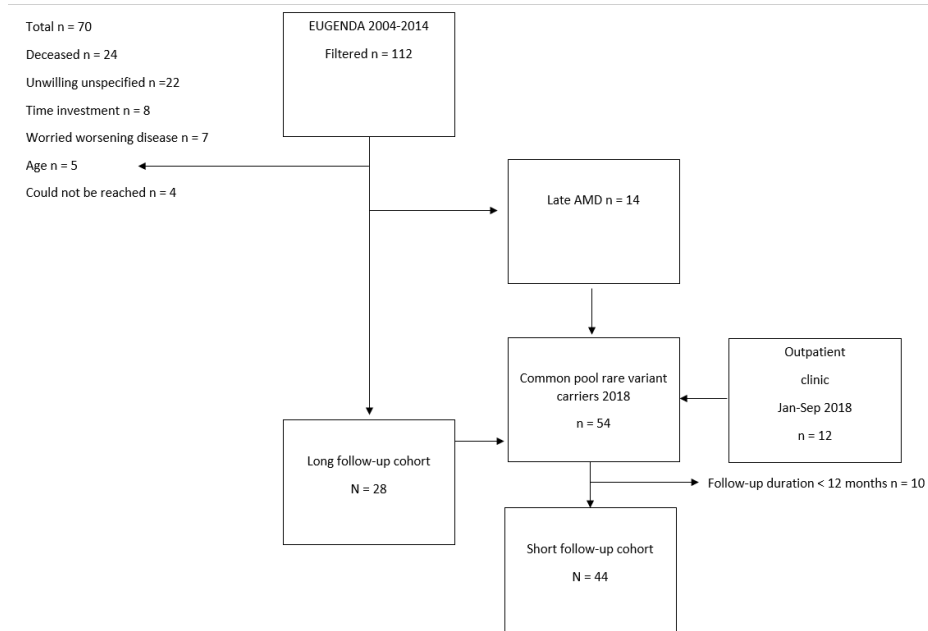 Total n = 70
Deceased n = 24
Unwilling unspecified n =22
Time investment n = 8
Worried worsening disease n = 7
Age n = 5
Could not be reached n = 4
EUGENDA 2004-2014
Filtered n = 112
Late AMD n = 14
Common pool rare variant
carriers 2018
n = 54
Outpatient
clinic
Jan-Sep 2018
n = 12
Long follow-up cohort
N = 28
Follow-up duration < 12 months n = 10
Short follow-up cohort
N = 44